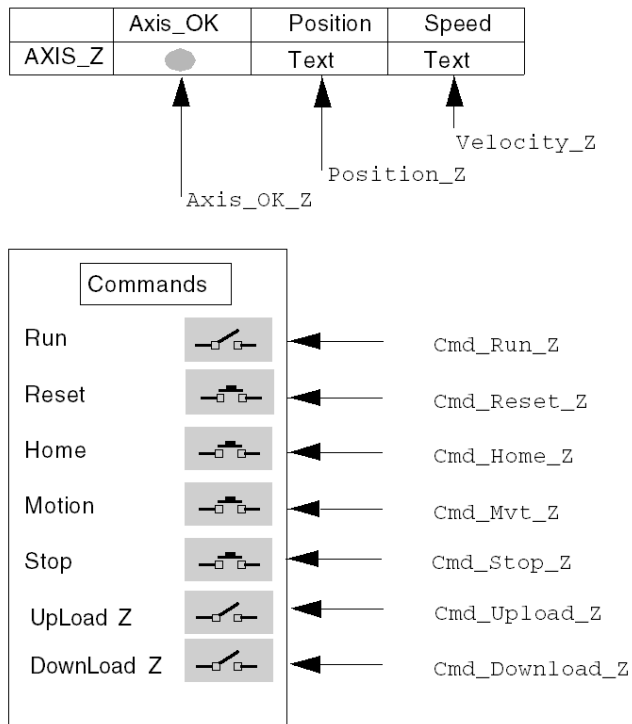 Axis_OK Position Speed
AXIS_Z Text Text
Velocity_Z
Position_Z
Axis_OK_Z
Commands
Run Cmd_Run_Z
Reset Cmd_Reset_Z
Home Cmd_Home_Z
Motion Cmd_Mvt_Z
Stop Cmd_Stop_Z
UpLoad Z Cmd_Upload_Z
DownLoad Z Cmd_Download_Z